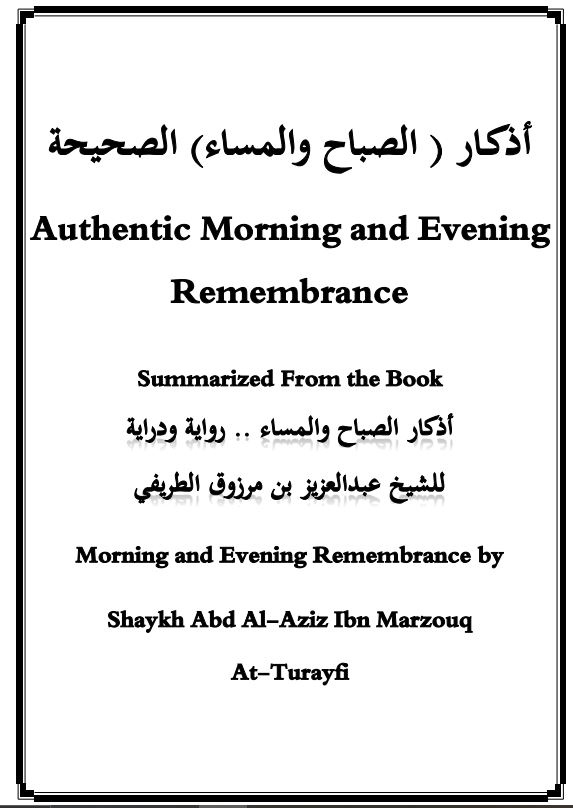 أذكار ( الصباح والمساء) الصحيحة
Authentic Morning and Evening
Remembrance
Summarized From the Book
أذكار الصباح والمساء .. رواية ودراية
للشيخ عبدالعزيز بن مرزوق الطريفي
Morning and Evening Remembrance by
Shaykh Abd Al-Aziz Ibn Marzouq
At-Turayfi